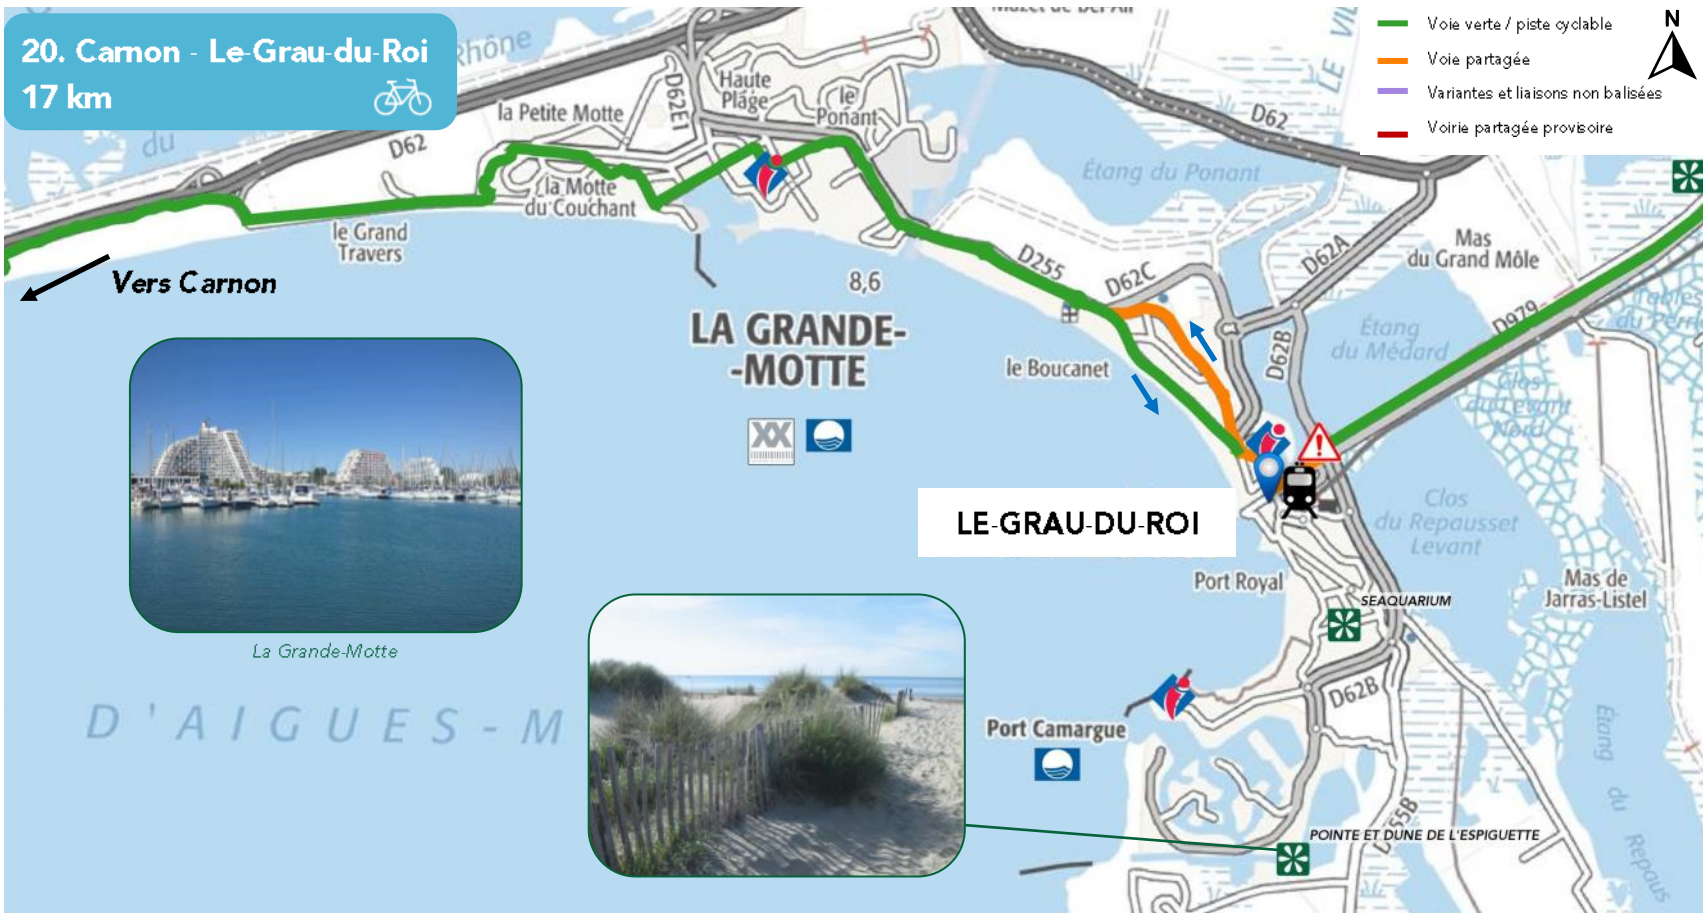 20. Carnon - Le-Grau-du-Roi
17 km
Voie verte / piste cyclable
Voie partagée
Variantes et liaisons non balisées
Voirie partagée provisoire
N
Rhône
du
la Petite Motte
D62
D62E1
Haute
Plage
le
Ponant
D62
Étang du Ponant
la Motte
du Couchant
le Grand
Travers
Vers Carnon
8,6
LA GRANDE-
-MOTTE
XX
D255
D62C
D62A
Mas
du Grand Môle
D979
Étang
du Médard
D62B
le Boucanet
Clos
du Levant
Nord
LE-GRAU-DU-ROI
Clos
du Repausset
Levant
Port Royal
SEAQUARIUM
Mas de
Jarras-Listel
La Grande-Motte
D'AIGUES-M
D62B
Port Camargue
Étang
du
Repaus
POINTE ET DUNE DE L'ESPIGUETTE